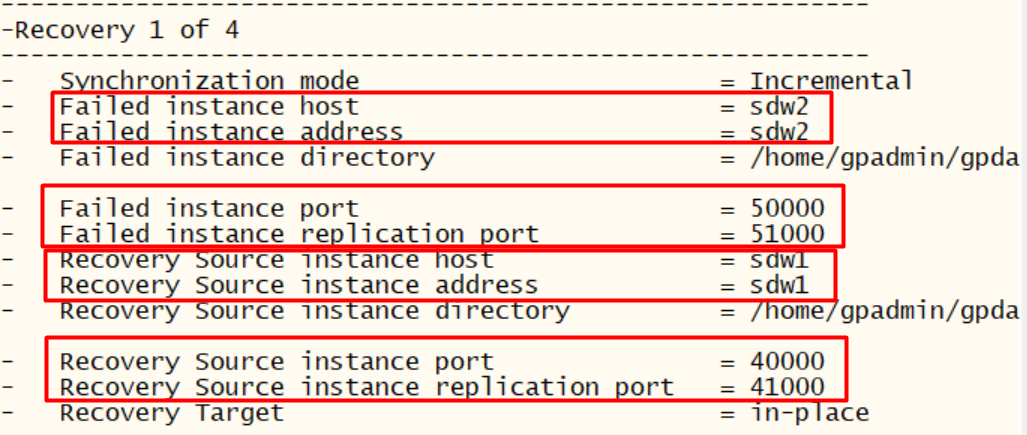 -Recovery 1 of 4
-   Synchronization mode                        = Incremental
-   Failed instance host                        = sdw2
-   Failed instance address                     = sdw2
-   Failed instance directory                   = /home/gpadmin/gpda
-   Failed instance port                        = 50000
-   Failed instance replication port            = 51000
-   Recovery Source instance host               = sdw1
-   Recovery Source instance address            = sdw1
-   Recovery Source instance directory          = /home/gpadmin/gpda
-   Recovery Source instance port               = 40000
-   Recovery Source instance replication port   = 41000
-   Recovery Target                             = in-place